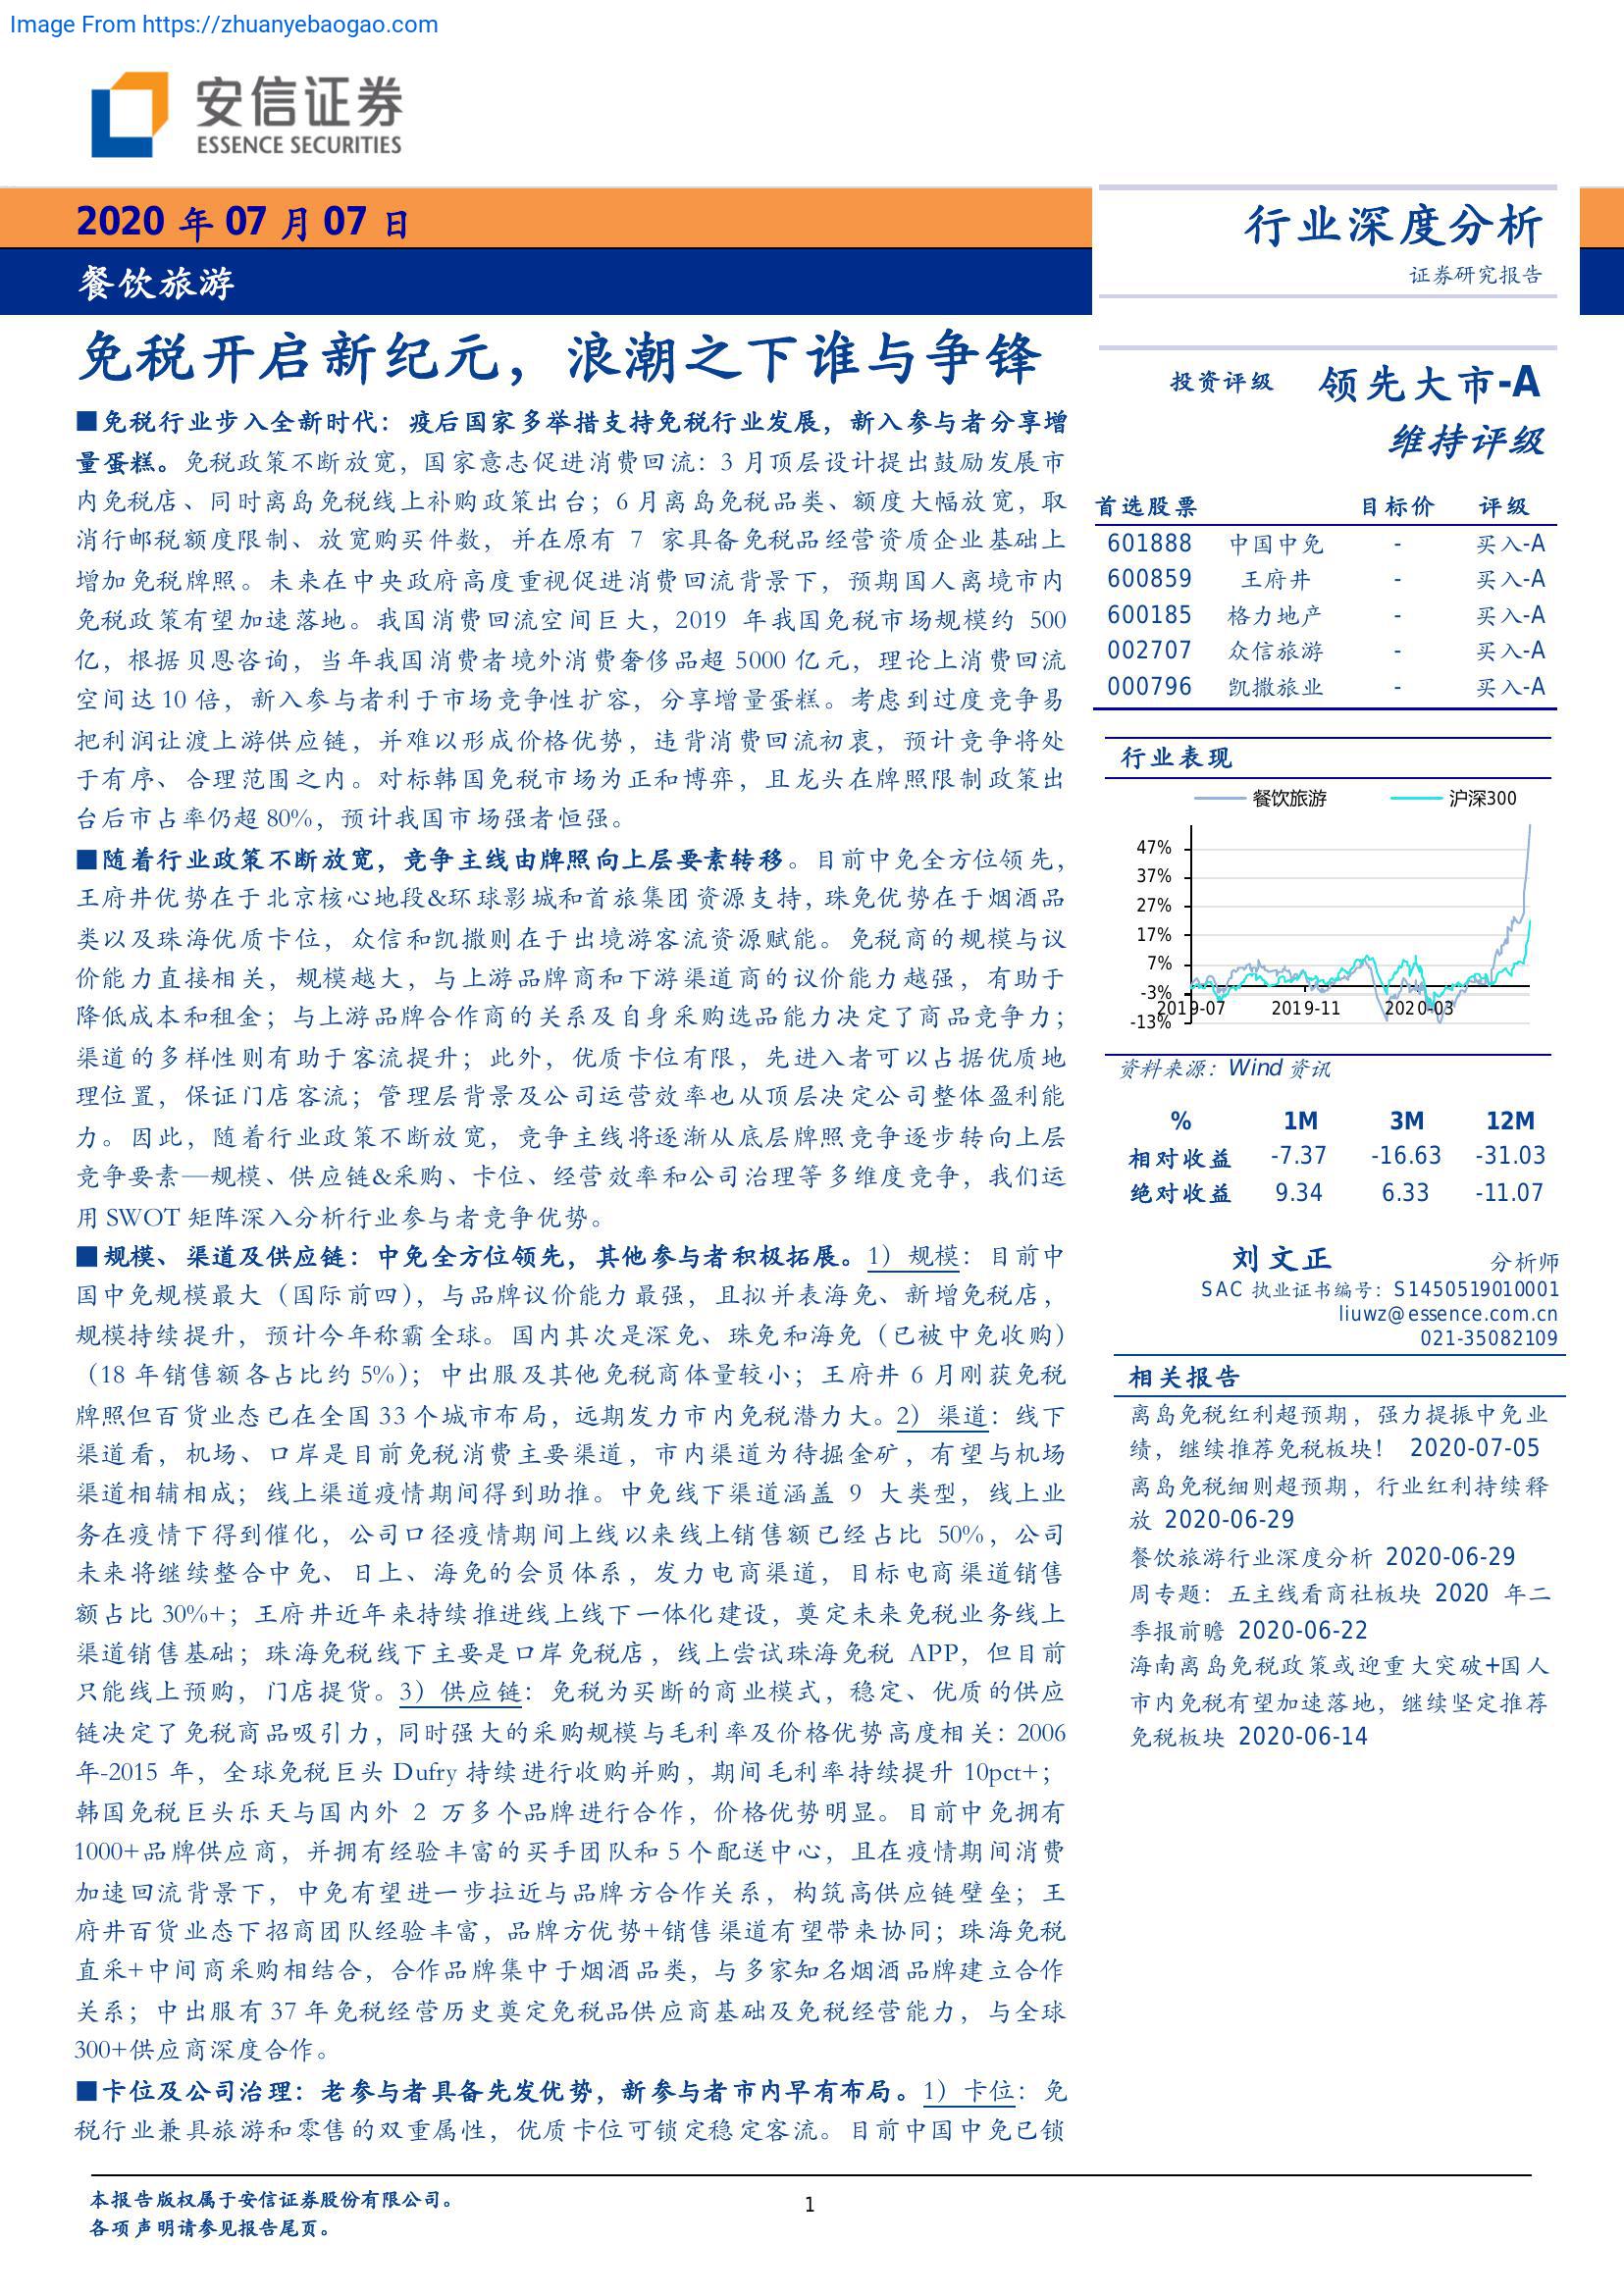 Image From https://zhuanyebaogao.com
安信证券
ESSENCE SECURITIES
2020 年 07 月 07 日
餐饮旅游
行业深度分析
证券研究报告
免税开启新纪元，浪潮之下谁与争锋
■免税行业步入全新时代：疫后国家多举措支持免税行业发展，新入参与者分享增
量蛋糕。免税政策不断放宽，国家意志促进消费回流：3 月顶层设计提出鼓励发展市
内免税店、同时离岛免税线上补购政策出台；6 月离岛免税品类、额度大幅放宽，取
消行邮税额度限制、放宽购买件数，并在原有 7 家具备免税品经营资质企业基础上
增加免税牌照。未来在中央政府高度重视促进消费回流背景下，预期国人离境市内
免税政策有望加速落地。我国消费回流空间巨大，2019 年我国免税市场规模约 500
亿，根据贝恩咨询，当年我国消费者境外消费奢侈品超 5000 亿元，理论上消费回流
空间达 10 倍，新入参与者利于市场竞争性扩容，分享增量蛋糕。考虑到过度竞争易
把利润让渡上游供应链，并难以形成价格优势，违背消费回流初衷，预计竞争将处
于有序、合理范围之内。对标韩国免税市场为正和博弈，且龙头在牌照限制政策出
台后市占率仍超 80%，预计我国市场强者恒强。
■随着行业政策不断放宽，竞争主线由牌照向上层要素转移。目前中免全方位领先，
王府井优势在于北京核心地段&环球影城和首旅集团资源支持，珠免优势在于烟酒品
类以及珠海优质卡位，众信和凯撒则在于出境游客流资源赋能。免税商的规模与议
价能力直接相关，规模越大，与上游品牌商和下游渠道商的议价能力越强，有助于
降低成本和租金；与上游品牌合作商的关系及自身采购选品能力决定了商品竞争力；
渠道的多样性则有助于客流提升；此外，优质卡位有限，先进入者可以占据优质地
理位置，保证门店客流；管理层背景及公司运营效率也从顶层决定公司整体盈利能
力。因此，随着行业政策不断放宽，竞争主线将逐渐从底层牌照竞争逐步转向上层
竞争要素—规模、供应链&采购、卡位、经营效率和公司治理等多维度竞争，我们运
用 SWOT 矩阵深入分析行业参与者竞争优势。
■规模、渠道及供应链：中免全方位领先，其他参与者积极拓展。1）规模：目前中
国中免规模最大（国际前四），与品牌议价能力最强，且拟并表海免、新增免税店，
规模持续提升，预计今年称霸全球。国内其次是深免、珠免和海免（已被中免收购）
（18 年销售额各占比约 5%）；中出服及其他免税商体量较小；王府井 6 月刚获免税
牌照但百货业态已在全国 33 个城市布局，远期发力市内免税潜力大。2）渠道：线下
渠道看，机场、口岸是目前免税消费主要渠道，市内渠道为待掘金矿，有望与机场
渠道相辅相成；线上渠道疫情期间得到助推。中免线下渠道涵盖 9 大类型，线上业
务在疫情下得到催化，公司口径疫情期间上线以来线上销售额已经占比 50%，公司
未来将继续整合中免、日上、海免的会员体系，发力电商渠道，目标电商渠道销售
额占比 30%+；王府井近年来持续推进线上线下一体化建设，奠定未来免税业务线上
渠道销售基础；珠海免税线下主要是口岸免税店，线上尝试珠海免税 APP，但目前
只能线上预购，门店提货。3）供应链：免税为买断的商业模式，稳定、优质的供应
链决定了免税商品吸引力，同时强大的采购规模与毛利率及价格优势高度相关：2006
年-2015 年，全球免税巨头 Dufry 持续进行收购并购，期间毛利率持续提升 10pct+；
韩国免税巨头乐天与国内外 2 万多个品牌进行合作，价格优势明显。目前中免拥有
1000+品牌供应商，并拥有经验丰富的买手团队和 5 个配送中心，且在疫情期间消费
加速回流背景下，中免有望进一步拉近与品牌方合作关系，构筑高供应链壁垒；王
府井百货业态下招商团队经验丰富，品牌方优势+销售渠道有望带来协同；珠海免税
直采+中间商采购相结合，合作品牌集中于烟酒品类，与多家知名烟酒品牌建立合作
关系；中出服有 37 年免税经营历史奠定免税品供应商基础及免税经营能力，与全球
300+供应商深度合作。
■卡位及公司治理：老参与者具备先发优势，新参与者市内早有布局。1）卡位：免
税行业兼具旅游和零售的双重属性，优质卡位可锁定稳定客流。目前中国中免已锁
投资评级 领先大市-A
维持评级
首选股票 目标价 评级
601888 中国中免 - 买入-A
600859 王府井 - 买入-A
600185 格力地产 - 买入-A
002707 众信旅游 - 买入-A
000796 凯撒旅业 - 买入-A
行业表现
餐饮旅游 沪深300
47%
37%
27%
17%
7%
-3%
-13%
2019-07 2019-11 2020-03
资料来源：Wind 资讯
% 1M 3M 12M
相对收益 -7.37 -16.63 -31.03
绝对收益 9.34 6.33 -11.07
刘文正 分析师
SAC 执业证书编号：S1450519010001
liuwz@essence.com.cn
021-35082109
相关报告
离岛免税红利超预期，强力提振中免业
绩，继续推荐免税板块！ 2020-07-05
离岛免税细则超预期，行业红利持续释
放 2020-06-29
餐饮旅游行业深度分析 2020-06-29
周专题：五主线看商社板块 2020 年二
季报前瞻 2020-06-22
海南离岛免税政策或迎重大突破+国人
市内免税有望加速落地，继续坚定推荐
免税板块 2020-06-14
本报告版权属于安信证券股份有限公司。
各项声明请参见报告尾页。
1